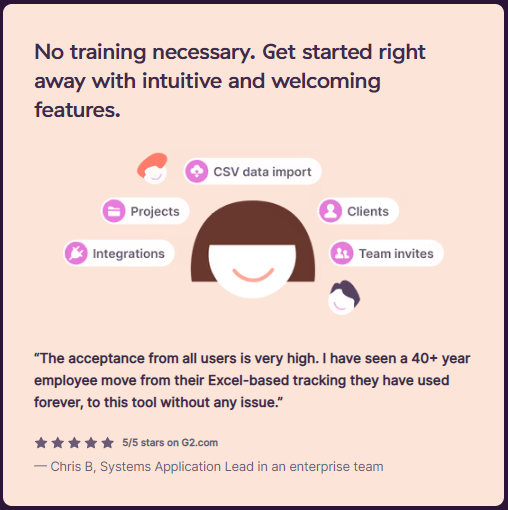 No training necessary. Get started right
away with intuitive and welcoming
features.
CSV data import
Projects
Clients
Integrations
Team invites
“The acceptance from all users is very high. I have seen a 40+ year
employee move from their Excel-based tracking they have used
forever, to this tool without any issue.”
5/5 stars on G2.com
— Chris B, Systems Application Lead in an enterprise team